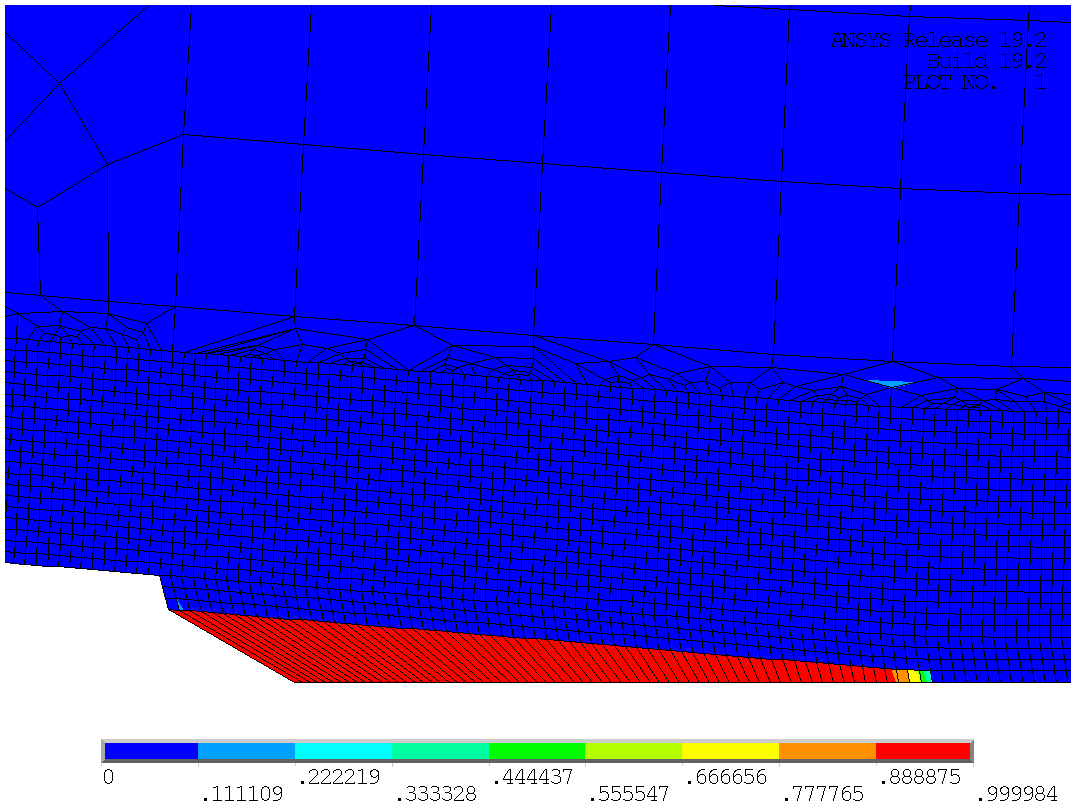 ANSYS Release 19.2
Build 19.2
PLOT NO. 1
0 .222219 .444437 .666656 .888875
.111109 .333328 .555547 .777765 .999984